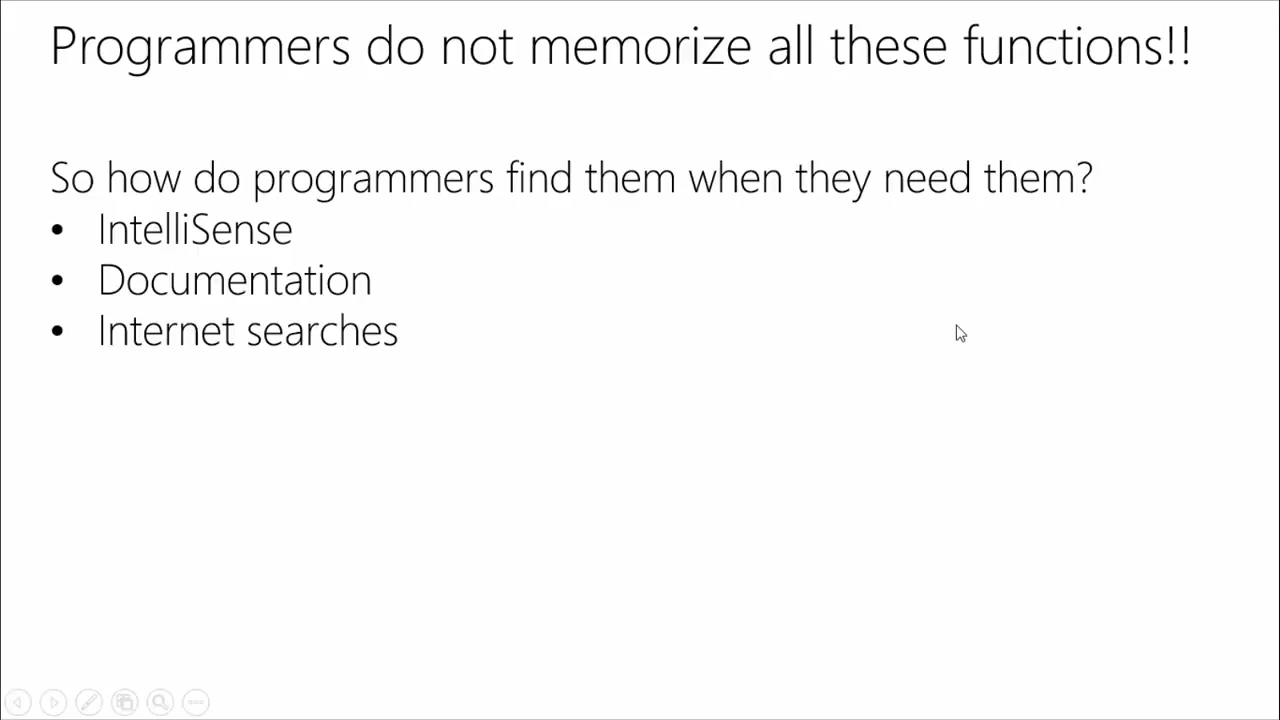 Programmers do not memorize all these functions!!
So how do programmers find them when they need them?
• IntelliSense
• Documentation
• Internet searches